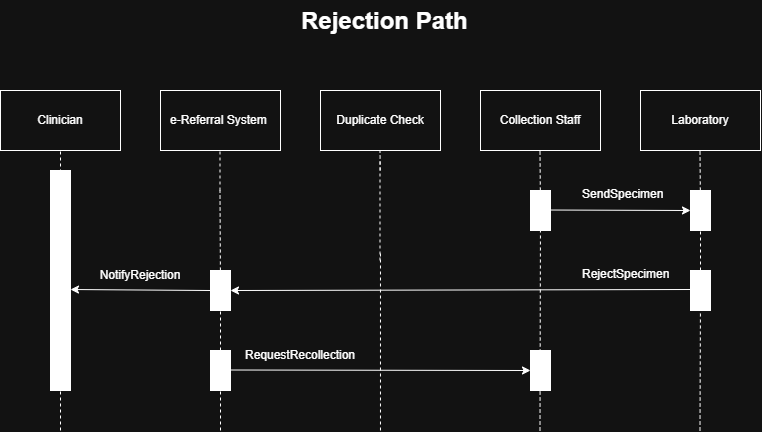 Rejection Path
Clinician
e-Referral System
Duplicate Check
Collection Staff
Laboratory
SendSpecimen
NotifyRejection
RejectSpecimen
RequestRecollection